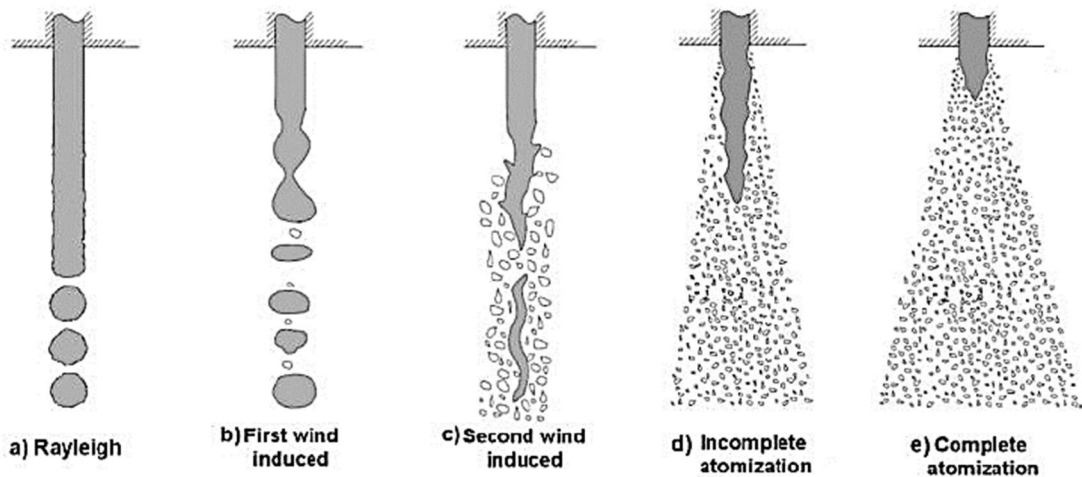 a) Rayleigh
b) First wind
induced
c) Second wind
induced
d) Incomplete
atomization
e) Complete
atomization